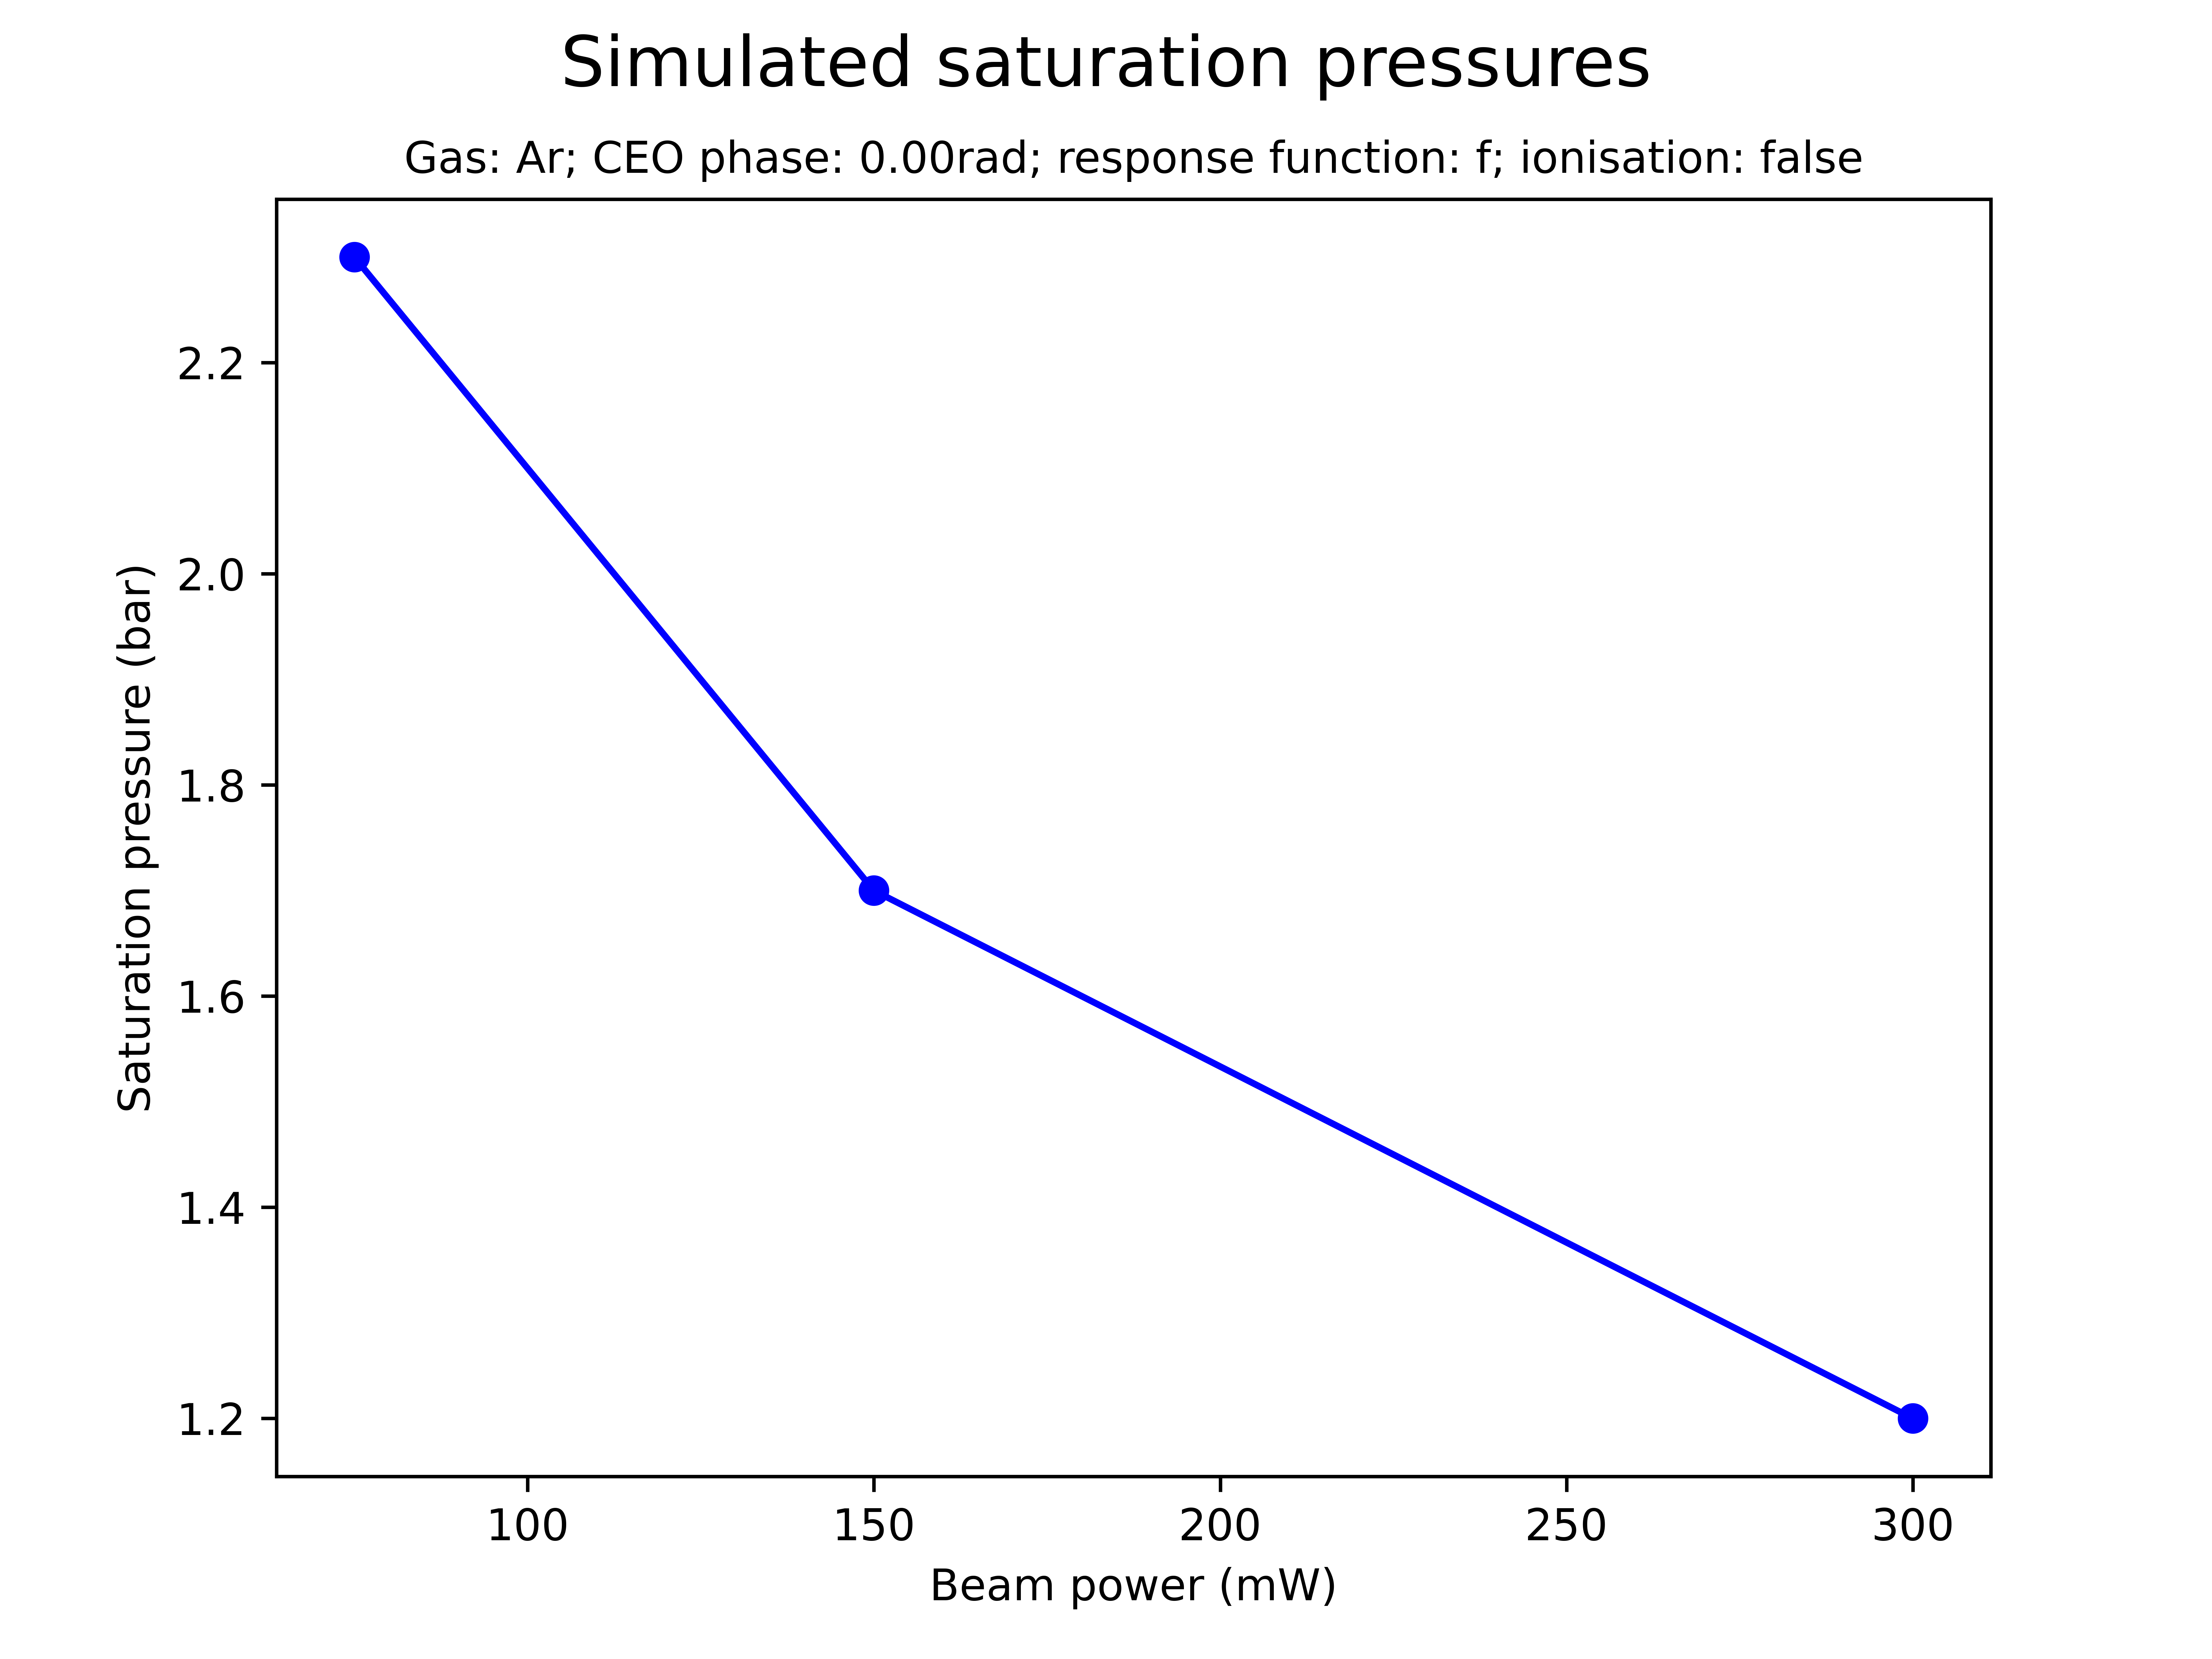 Simulated saturation pressures
Gas: Ar; CEO phase: 0.00rad; response function: f; ionisation: false
Saturation pressure (bar)
2.2
2.0
1.8
1.6
1.4
1.2
100 150 200 250 300
Beam power (mW)